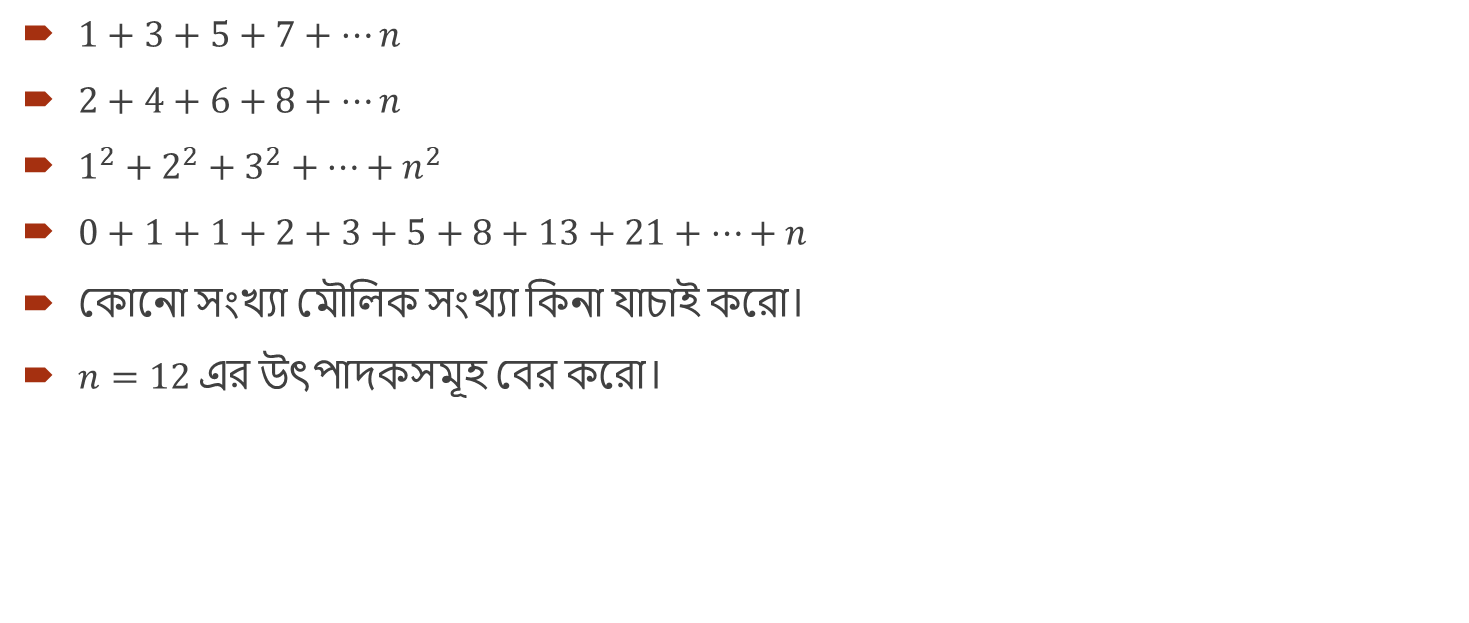 1 + 3 + 5 + 7 + ⋯ n
2 + 4 + 6 + 8 + ⋯ n
1² + 2² + 3² + ⋯ + n²
0 + 1 + 1 + 2 + 3 + 5 + 8 + 13 + 21 + ⋯ + n
কোনো সংখ্যা মৌলিক সংখ্যা কিনা যাচাই করো।
n = 12 এর উৎপাদকসমূহ বের করো।